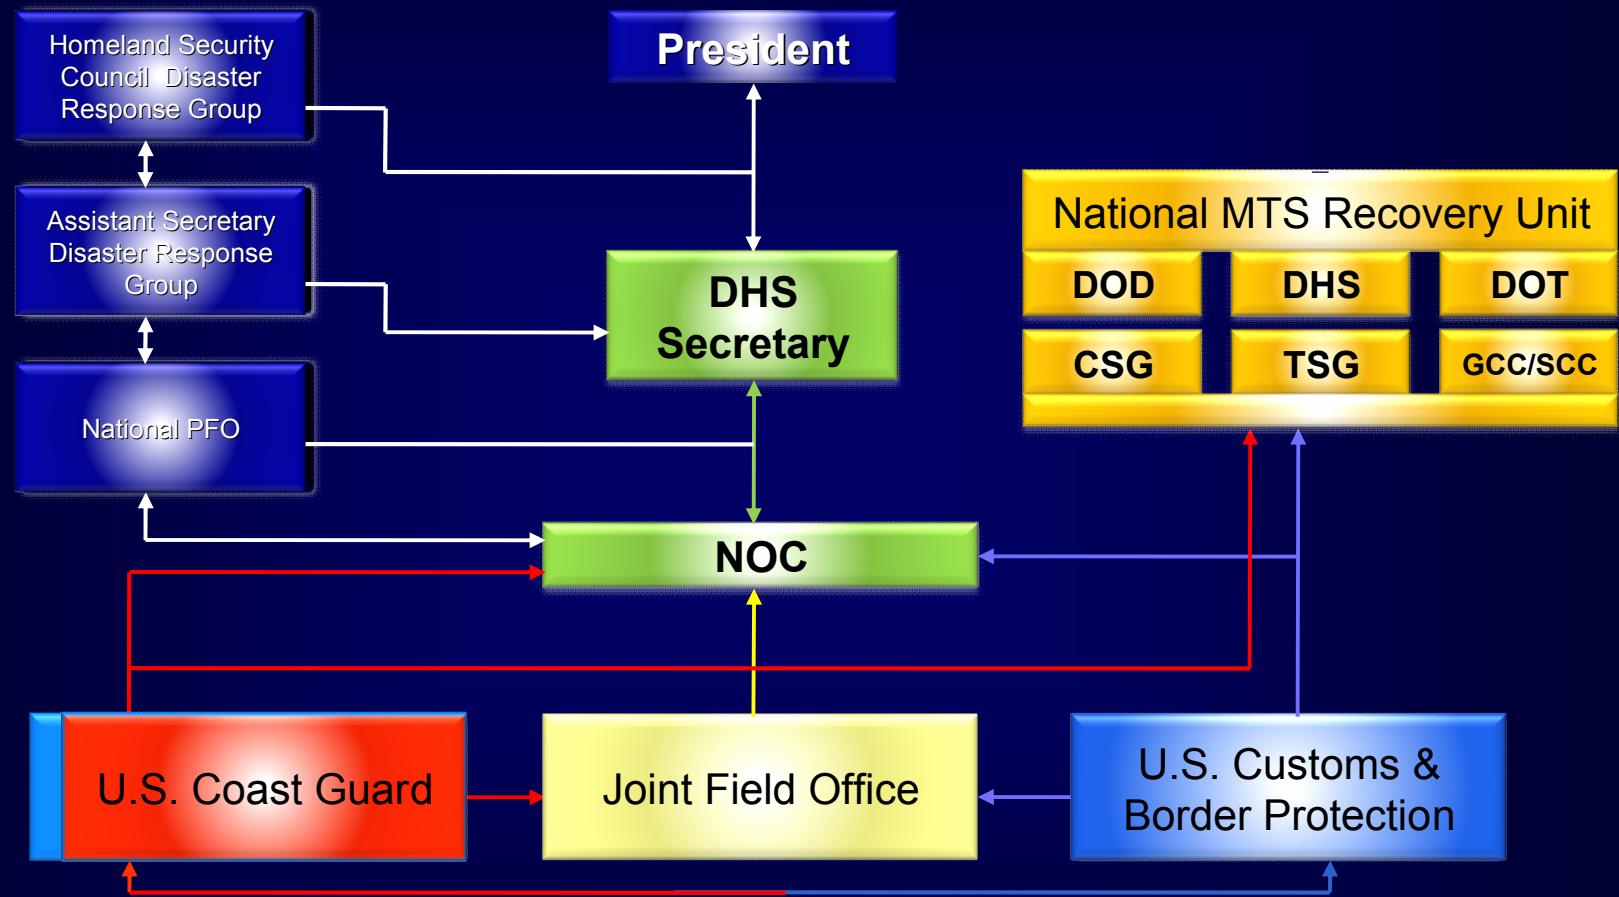 Homeland Security
Council Disaster
Response Group
President
Assistant Secretary
Disaster Response
Group
DHS
Secretary
National MTS Recovery Unit
DOD
DHS
DOT
CSG
TSG
GCC/SCC
National PFO
NOC
U.S. Coast Guard
Joint Field Office
U.S. Customs &
Border Protection